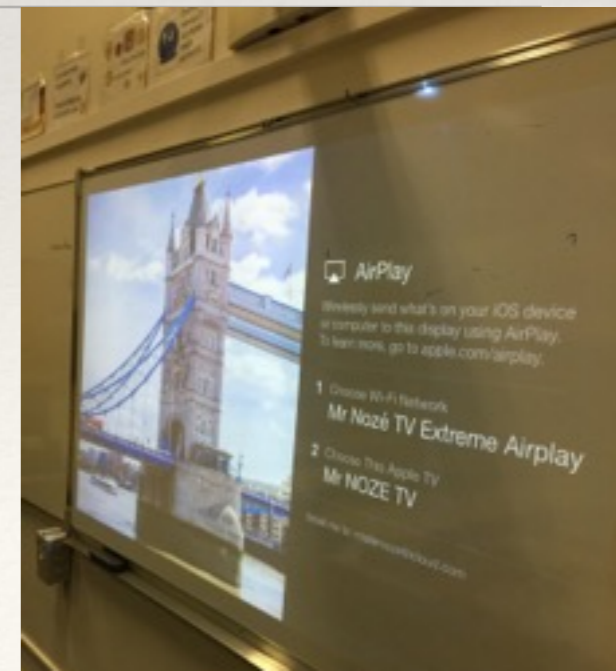 AirPlay
Wirelessly send what's on your iOS device
or computer to this display using AirPlay.
To learn more, go to apple.com/airplay.
1 Choose Wi-Fi Network
Mr Nozé TV Extreme Airplay
2 Choose This Apple TV
Mr NOZE TV